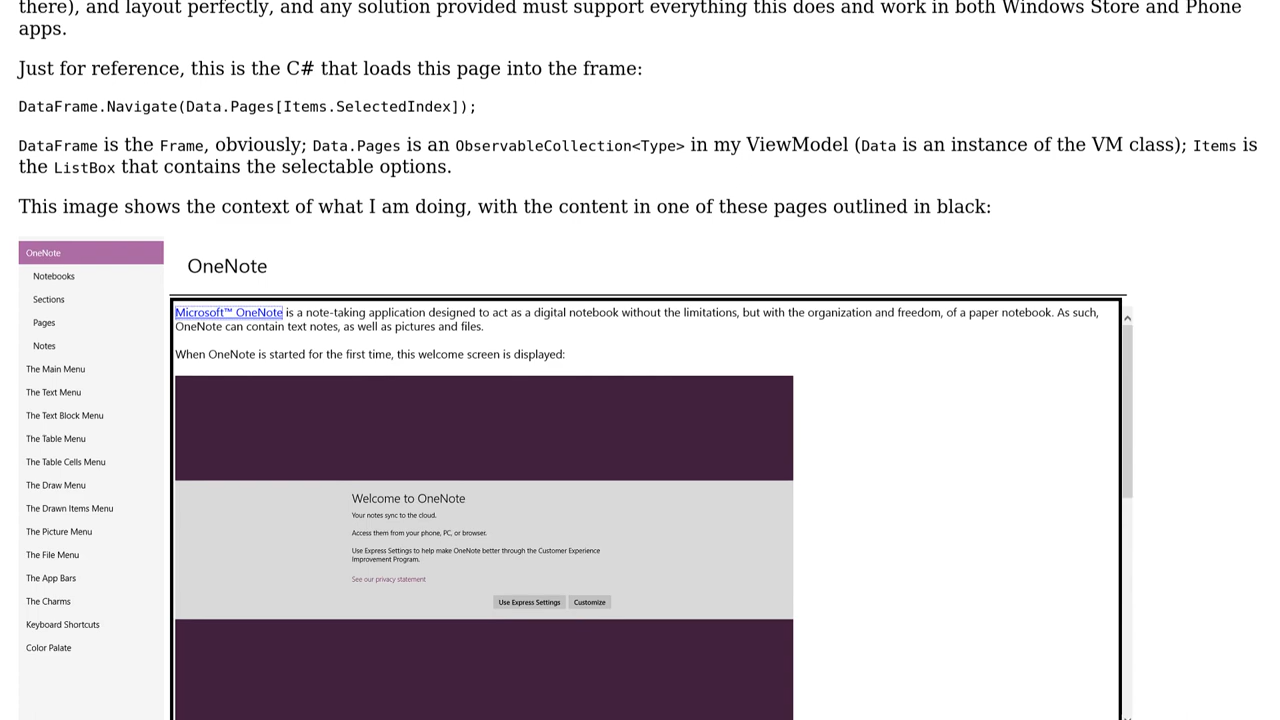 there), and layout perfectly, and any solution provided must support everything this does and work in both Windows Store and Phone
apps.
Just for reference, this is the C# that loads this page into the frame:
DataFrame.Navigate(Data.Pages[Items.SelectedIndex]);
DataFrame is the Frame, obviously; Data.Pages is an ObservableCollection<Type> in my ViewModel (Data is an instance of the VM class); Items is
the ListBox that contains the selectable options.
This image shows the context of what I am doing, with the content in one of these pages outlined in black:
OneNote
Notebooks
Sections
Pages
Notes
The Main Menu
The Text Menu
The Text Block Menu
The Table Menu
The Table Cells Menu
The Draw Menu
The Drawn Items Menu
The Picture Menu
The File Menu
The App Bars
The Charms
Keyboard Shortcuts
Color Palate
OneNote
Microsoft™ OneNote is a note-taking application designed to act as a digital notebook without the limitations, but with the organization and freedom, of a paper notebook. As such,
OneNote can contain text notes, as well as pictures and files.
When OneNote is started for the first time, this welcome screen is displayed:
Welcome to OneNote
Your notes sync to the cloud.
Access them from your phone, PC, or browser.
Use Express Settings to help make OneNote better through the Customer Experience
Improvement Program.
See our privacy statement
Use Express Settings Customize